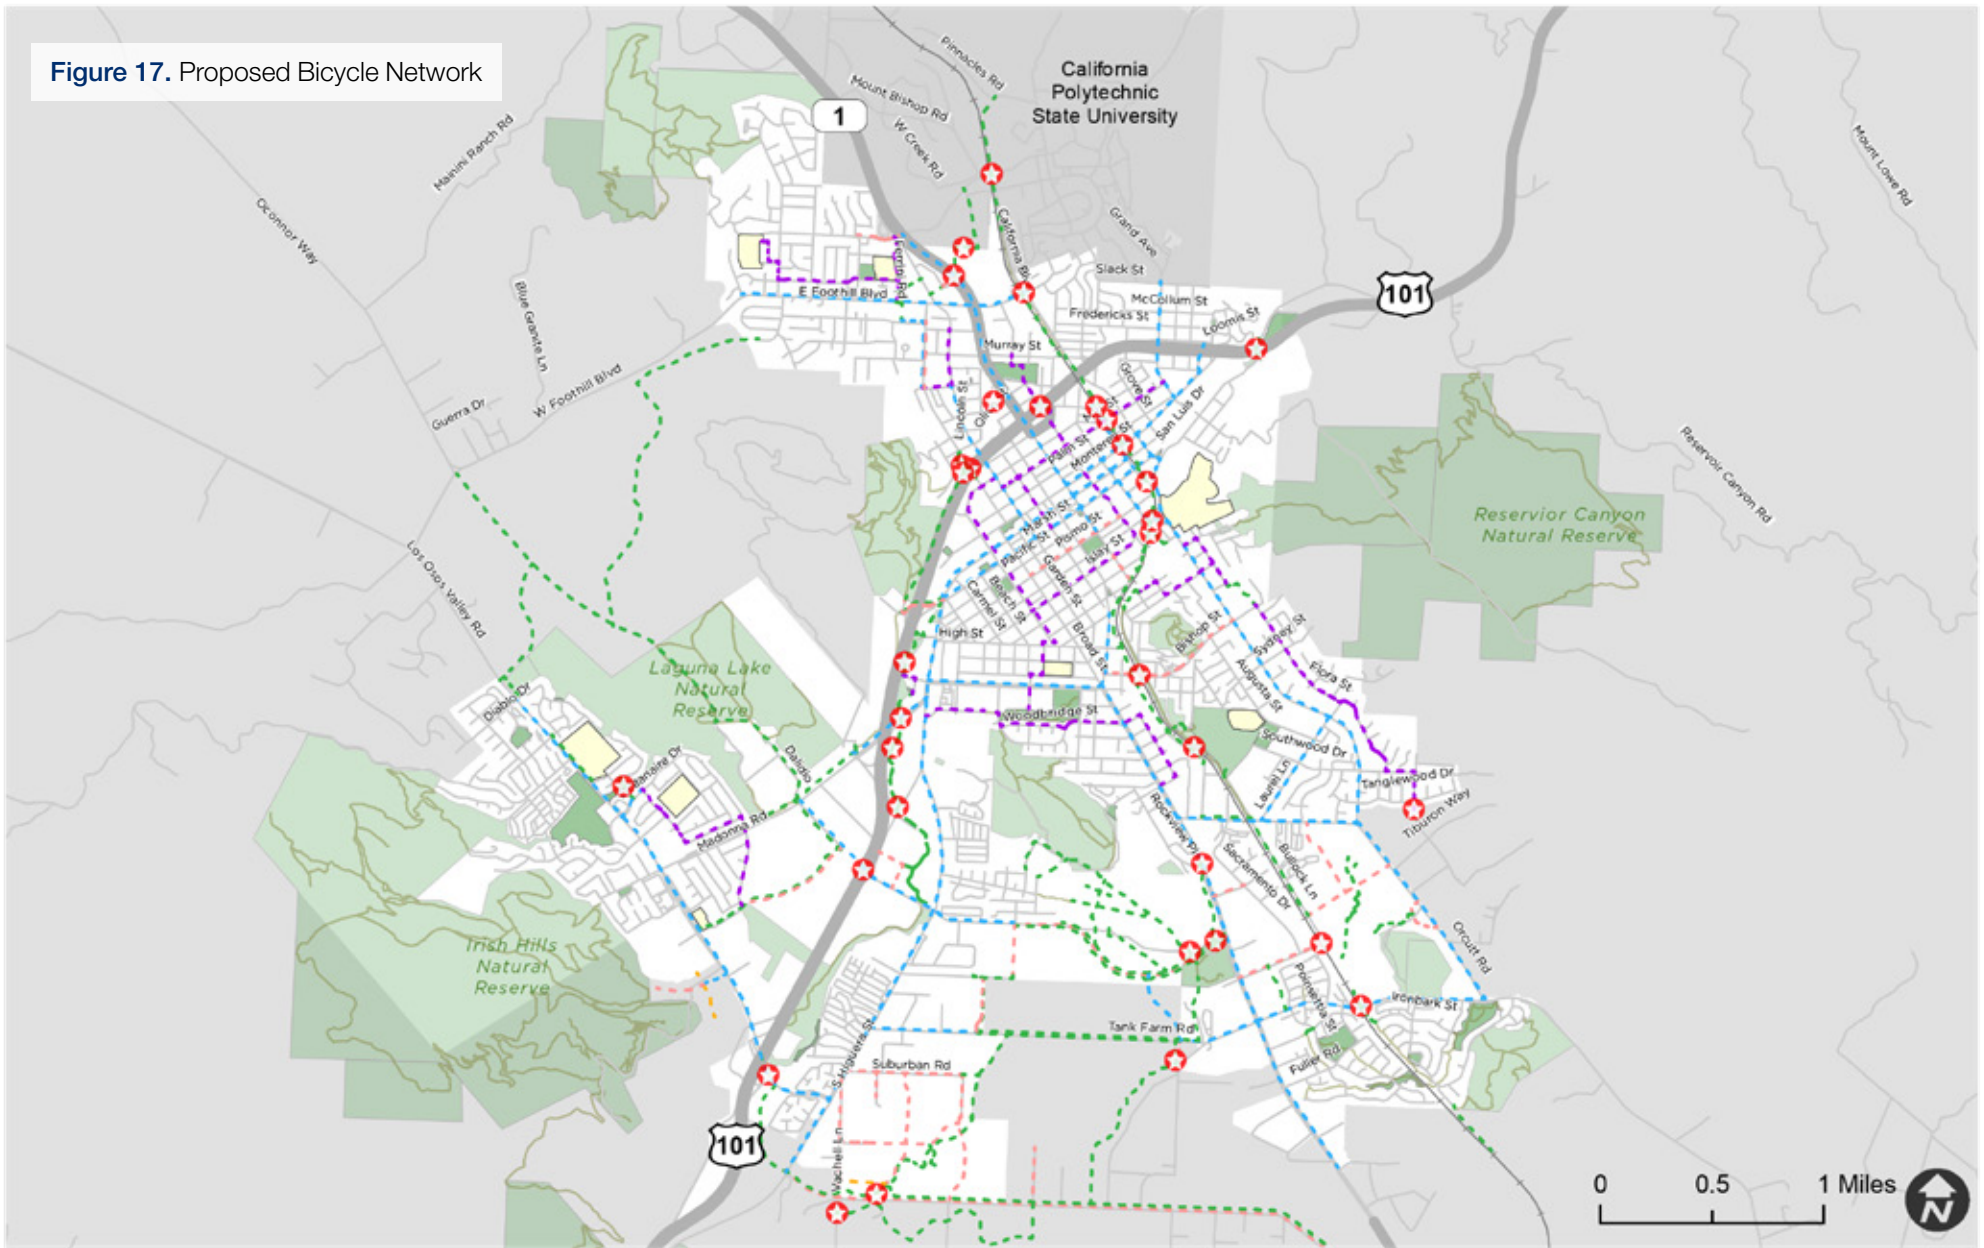 Figure 17. Proposed Bicycle Network
Pinnacles Rd
California
Polytechnic
State University
Mount Bishop Rd
1
W Creek Rd
Mainini Ranch Rd
Mount Lowe Rd
Oconnor Way
Grand Ave
California Bl
Slack St
Ferrini Rd
E Foothill Blvd
McCollum St
101
Fredericks St
Loomis St
Blue Granite Ln
Murray St
Grove St
W Foothill Blvd
Lincoln St
San Luis Dr
Guerra Dr
Palm St
Monterey St
Reservoir Canyon Rd
Reservior Canyon
Natural Reserve
Marsh St
Pismo St
Pacific St
Islay St
Los Osos Valley Rd
Garden St
Beach St
Carmel St
High St
Broad St
Bishop St
Sydney St
Laguna Lake
Natural
Reserve
Flora St
Augusta St
Diablo Dr
Woodbridge St
Southwood Dr
Dalidio
Laurel Ln
Tanglewood Dr
Tiburon Way
Madonna Rd
Rockview Pl
Sacramento Dr
Bullock Ln
Irish Hills
Natural
Reserve
Orcutt Rd
Poinsettia St
Ironbark St
Tank Farm Rd
Fuller Rd
S Higuera St
Suburban Rd
101
Vachell Ln
0 0.5 1 Miles
N